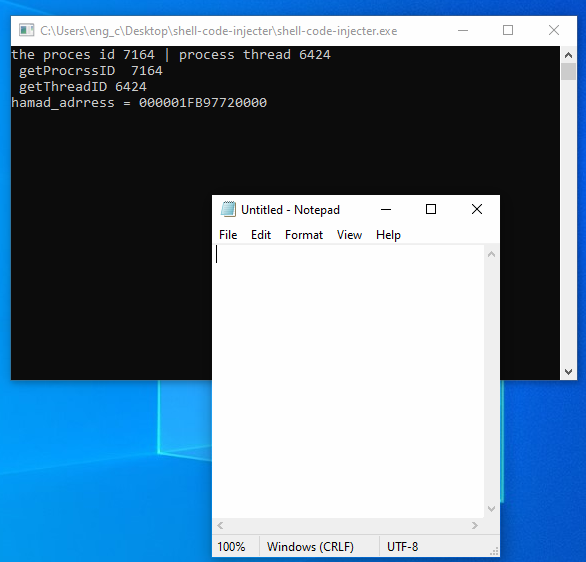 C:\Users\eng_c\Desktop\shell-code-injecter\shell-code-injecter.exe
the proces id 7164 | process thread 6424
getProcrssID  7164
getThreadID 6424
hamad_adrress = 000001FB97720000
Untitled - Notepad
File Edit Format View Help
100% Windows (CRLF) UTF-8